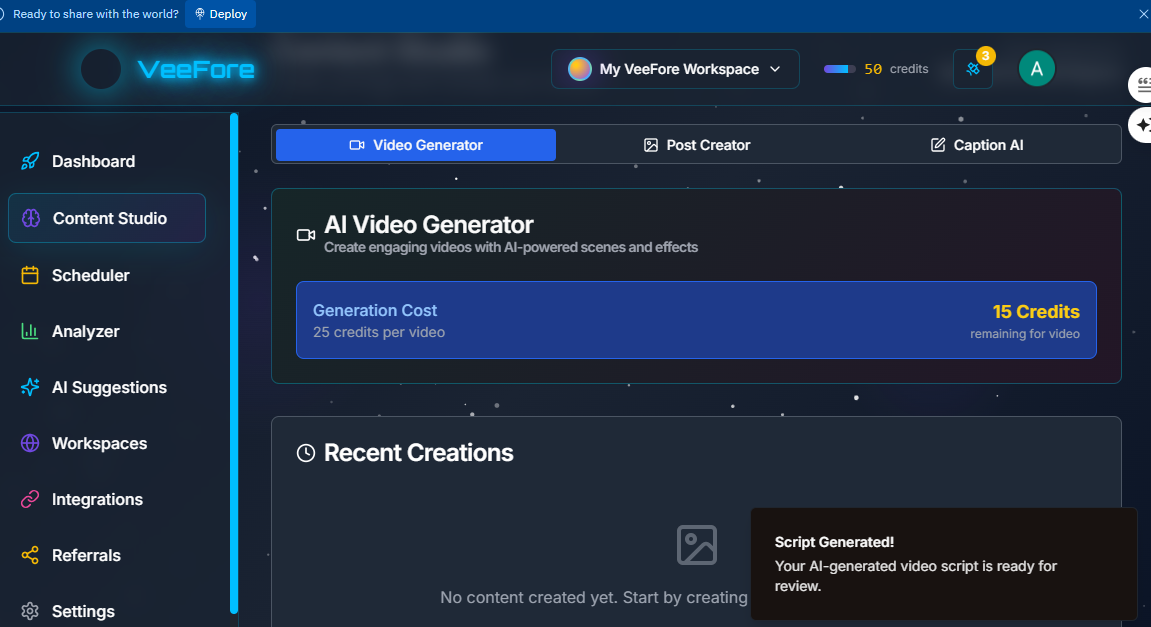 Ready to share with the world?
Deploy
VeeFore
My VeeFore Workspace
50 credits
3
A
Dashboard
Content Studio
Scheduler
Analyzer
AI Suggestions
Workspaces
Integrations
Referrals
Settings
Video Generator
Post Creator
Caption AI
AI Video Generator
Create engaging videos with AI-powered scenes and effects
Generation Cost
25 credits per video
15 Credits
remaining for video
Recent Creations
No content created yet. Start by creating
Script Generated!
Your AI-generated video script is ready for
review.